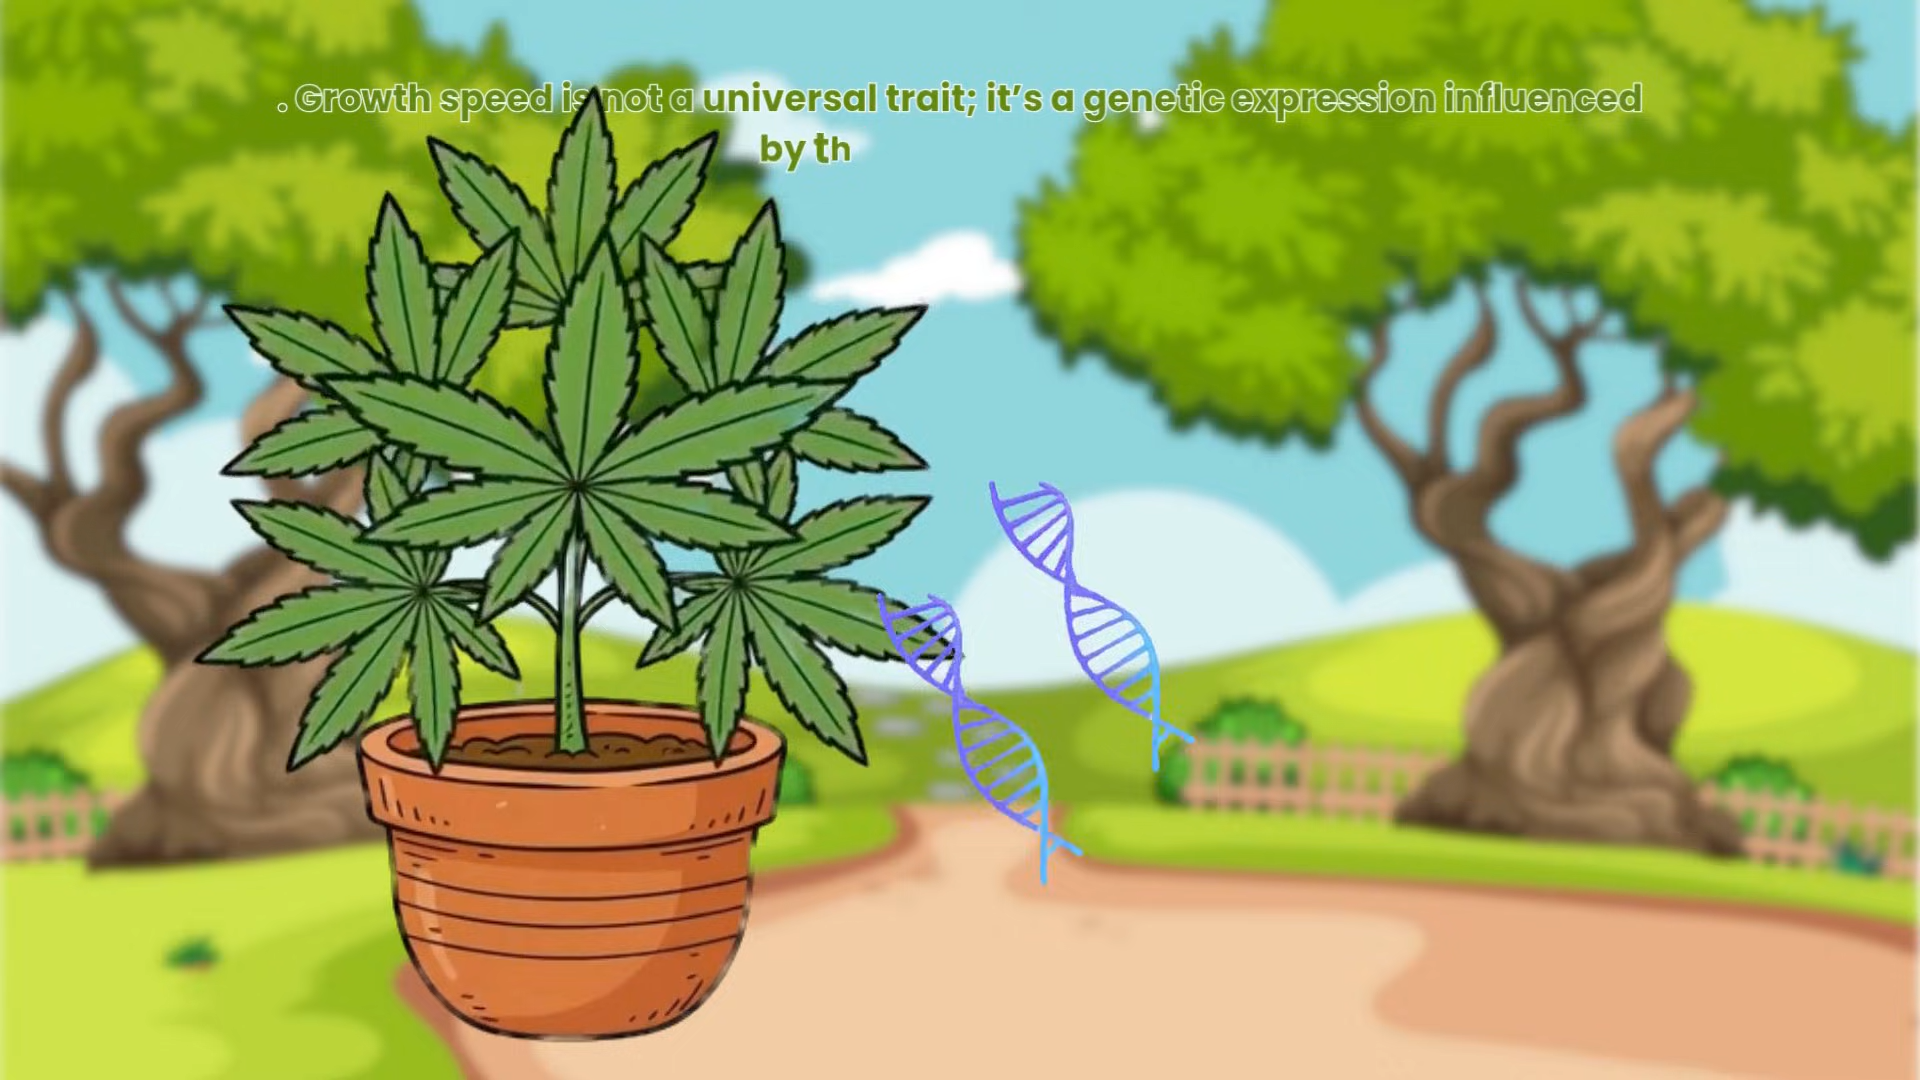 . Growth speed is not a universal trait; it’s a genetic expression influenced
by th